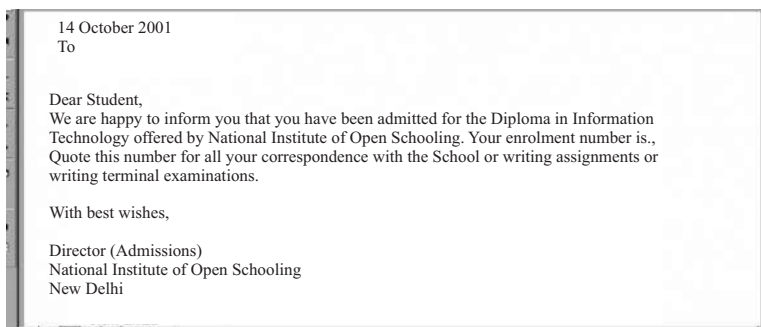 14 October 2001
To
Dear Student,
We are happy to inform you that you have been admitted for the Diploma in Information
Technology offered by National Institute of Open Schooling. Your enrolment number is.,
Quote this number for all your correspondence with the School or writing assignments or
writing terminal examinations.
With best wishes,
Director (Admissions)
National Institute of Open Schooling
New Delhi